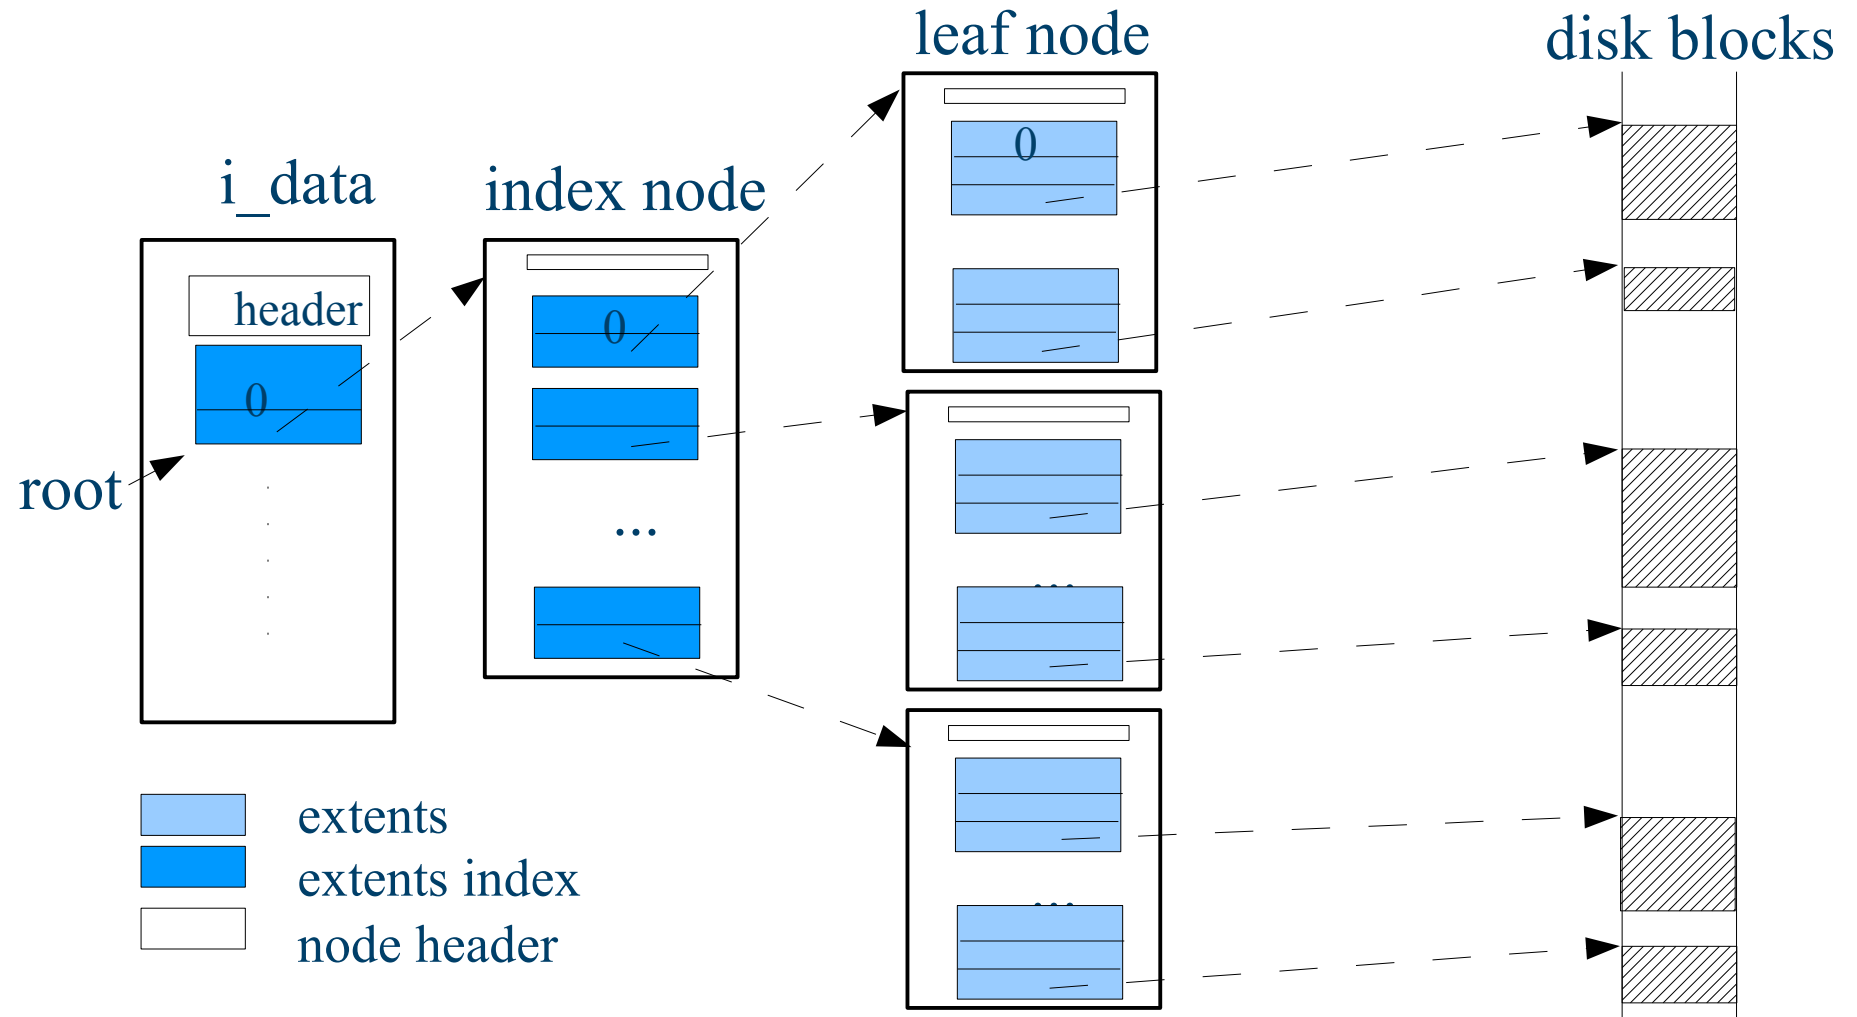 leaf node
disk blocks
i_data
index node
0
header
0
0
root
...
...
...
extents
extents index
node header